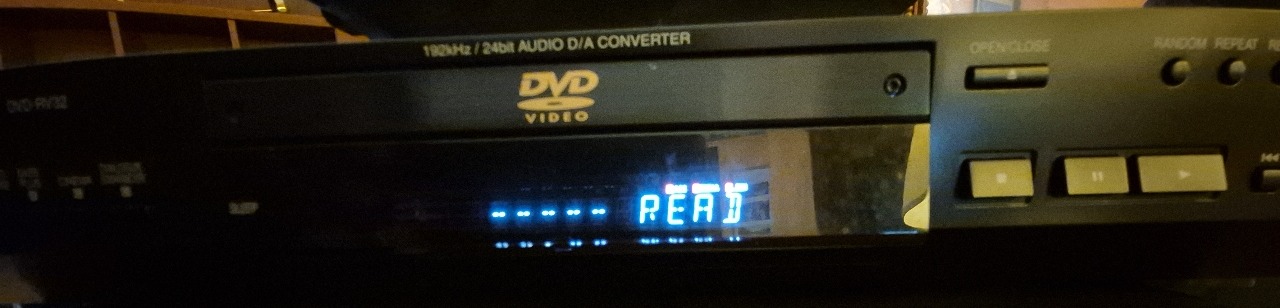 192kHz / 24bit AUDIO D/A CONVERTER
OPEN/CLOSE
RANDOM REPEAT
DVD-RV32
DVD
VIDEO
----- READ